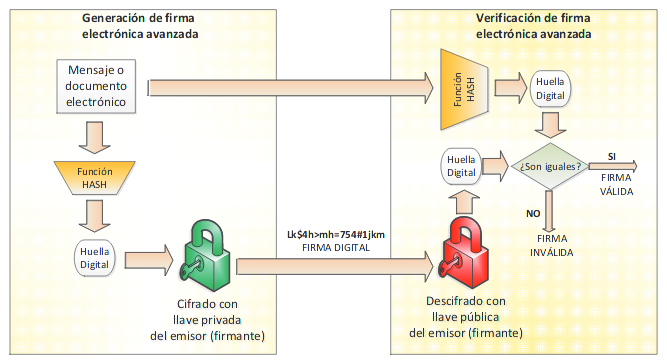 Generación de firma
electrónica avanzada
Mensaje o
documento
electrónico
Función
HASH
Huella
Digital
Cifrado con
llave privada
del emisor (firmante)
Lk$4h>mh=754#1jkm
FIRMA DIGITAL
Verificación de firma
electrónica avanzada
Función
HASH
Huella
Digital
Huella
Digital
¿Son iguales?
SI
FIRMA
VÁLIDA
NO
FIRMA
INVÁLIDA
Descifrado con
llave pública
del emisor (firmante)